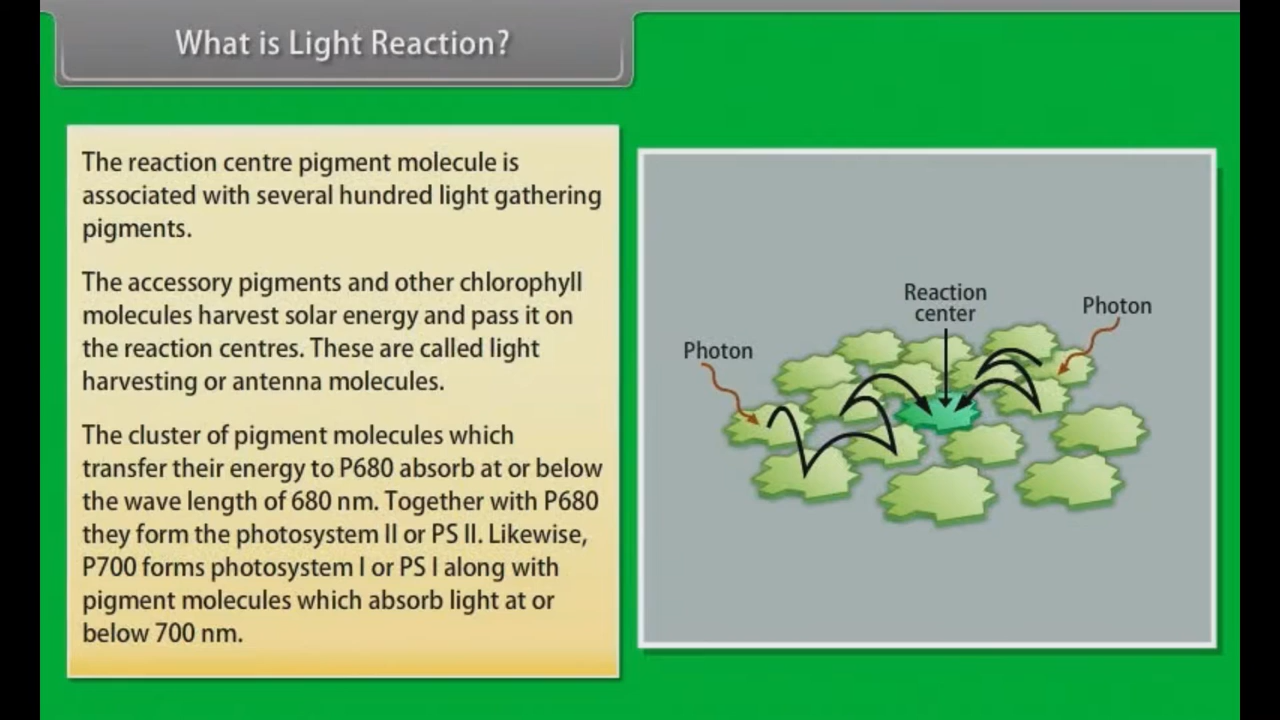 What is Light Reaction?
The reaction centre pigment molecule is
associated with several hundred light gathering
pigments.
The accessory pigments and other chlorophyll
molecules harvest solar energy and pass it on
the reaction centres. These are called light
harvesting or antenna molecules.
The cluster of pigment molecules which
transfer their energy to P680 absorb at or below
the wave length of 680 nm. Together with P680
they form the photosystem II or PS II. Likewise,
P700 forms photosystem I or PS I along with
pigment molecules which absorb light at or
below 700 nm.
Reaction
center
Photon
Photon